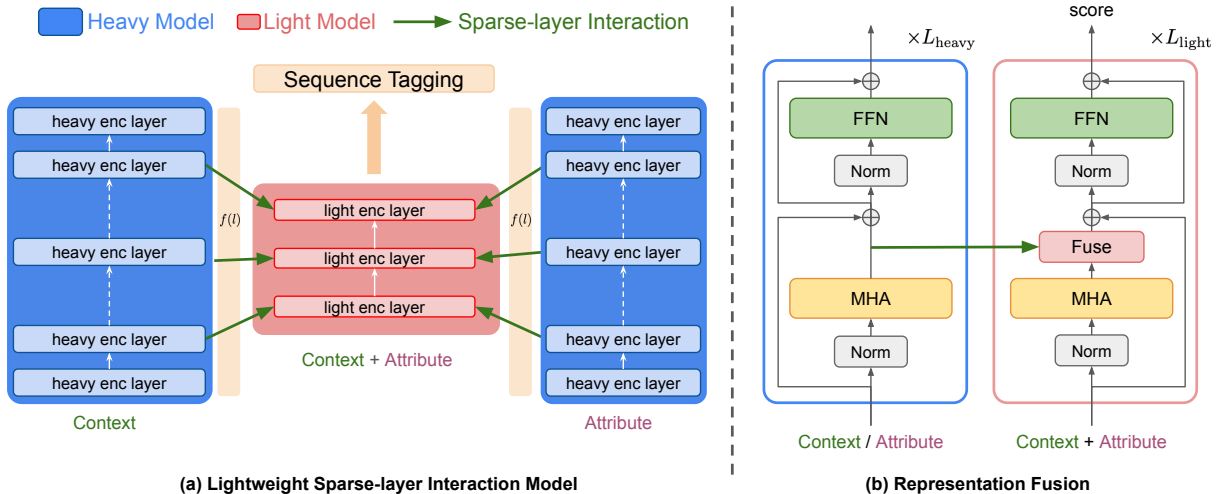 Heavy Model
Light Model
Sparse-layer Interaction
Sequence Tagging
heavy enc layer
heavy enc layer
heavy enc layer
heavy enc layer
heavy enc layer
Context
f(l)
light enc layer
light enc layer
light enc layer
Context + Attribute
f(l)
heavy enc layer
heavy enc layer
heavy enc layer
heavy enc layer
heavy enc layer
Attribute
(a) Lightweight Sparse-layer Interaction Model
×L_heavy
FFN
Norm
MHA
Norm
Context / Attribute
score
×L_light
FFN
Norm
Fuse
MHA
Norm
Context + Attribute
(b) Representation Fusion